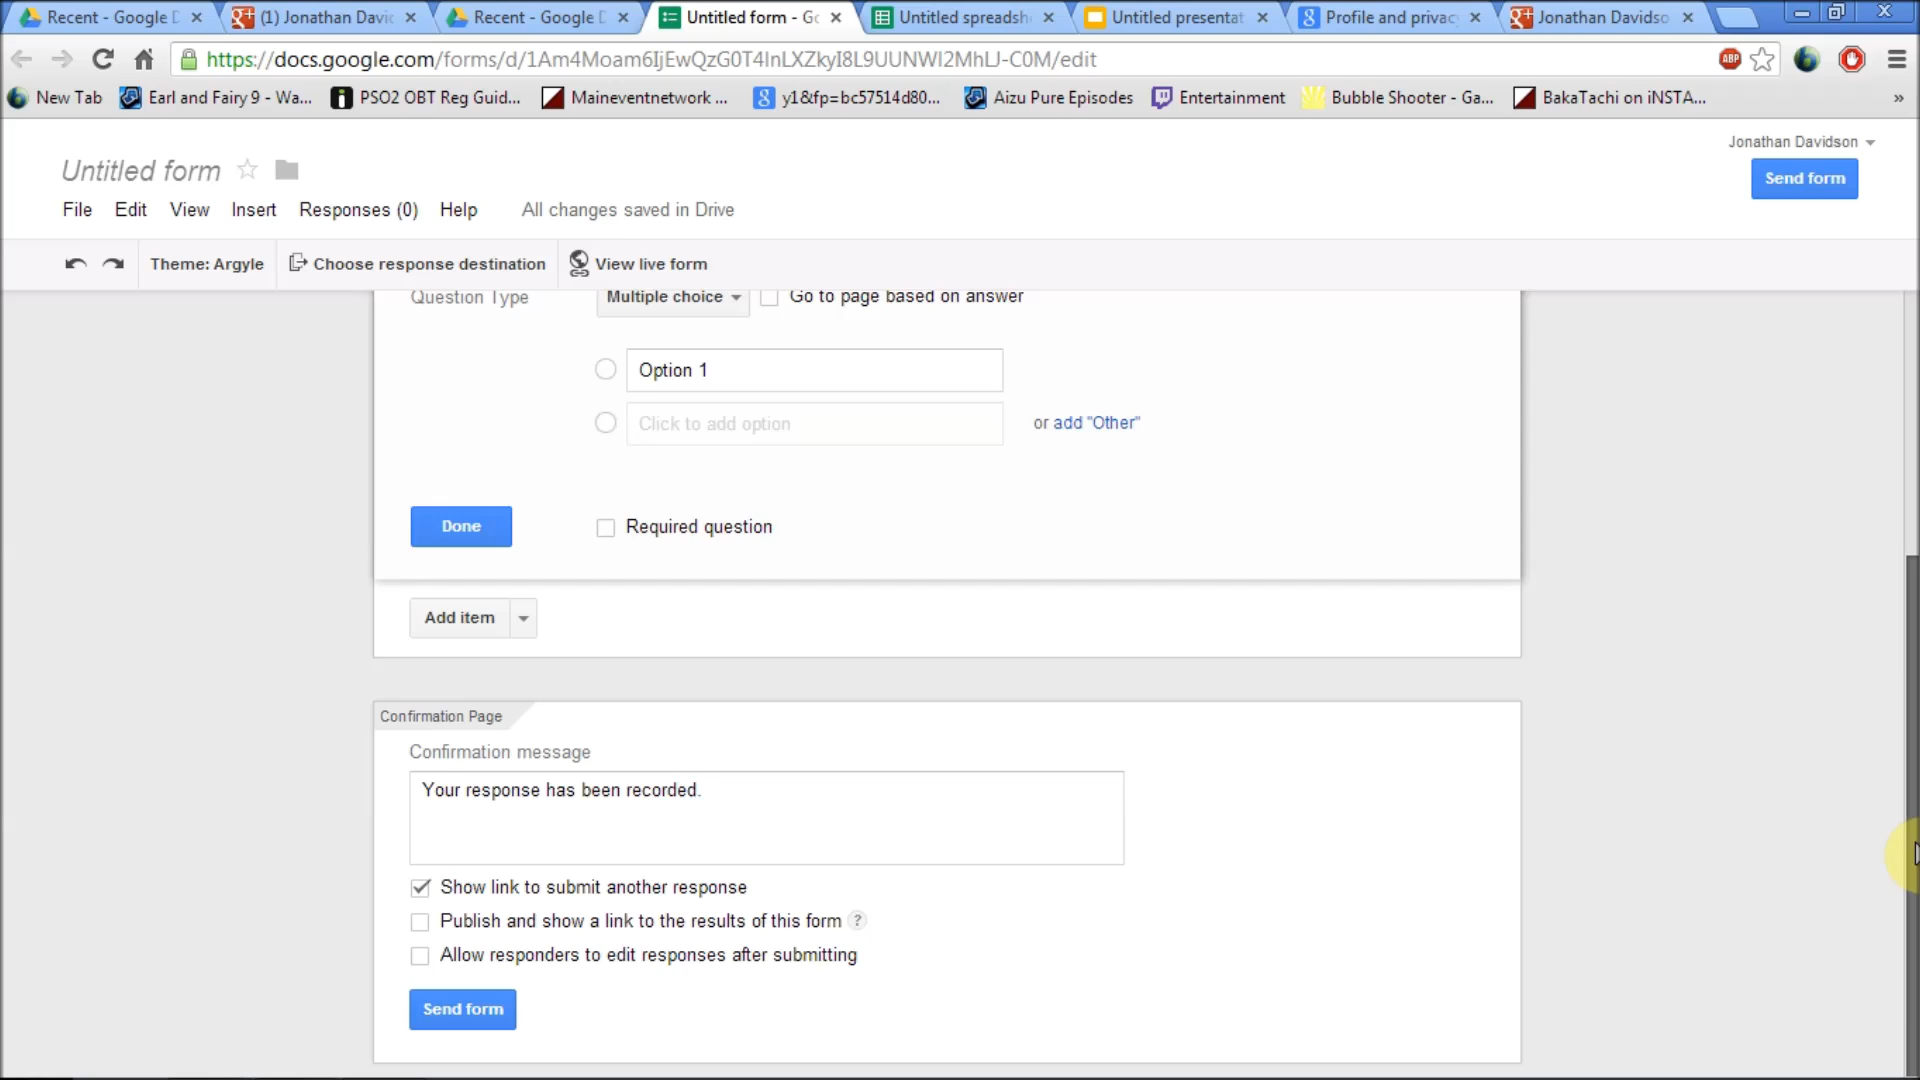 Recent - Google D
(1) Jonathan David
Recent - Google D
Untitled form - Go
Untitled spreadsh
Untitled presentat
Profile and privac
Jonathan Davidso
https://docs.google.com/forms/d/1Am4Moam6IjEwQzG0T4InLXZkyI8L9UUNWI2MhLJ-C0M/edit
ABP
New Tab
Earl and Fairy 9 - Wa...
PSO2 OBT Reg Guid...
Maineventnetwork ...
y1&fp=bc57514d80...
Aizu Pure Episodes
Entertainment
Bubble Shooter - Ga...
BakaTachi on iNSTA...
»
Jonathan Davidson
Untitled form
Send form
File Edit View Insert Responses (0) Help All changes saved in Drive
Theme: Argyle Choose response destination View live form
Question Type Multiple choice Go to page based on answer
Option 1
Click to add option or add "Other"
Done Required question
Add item
Confirmation Page
Confirmation message
Your response has been recorded.
Show link to submit another response
Publish and show a link to the results of this form ?
Allow responders to edit responses after submitting
Send form